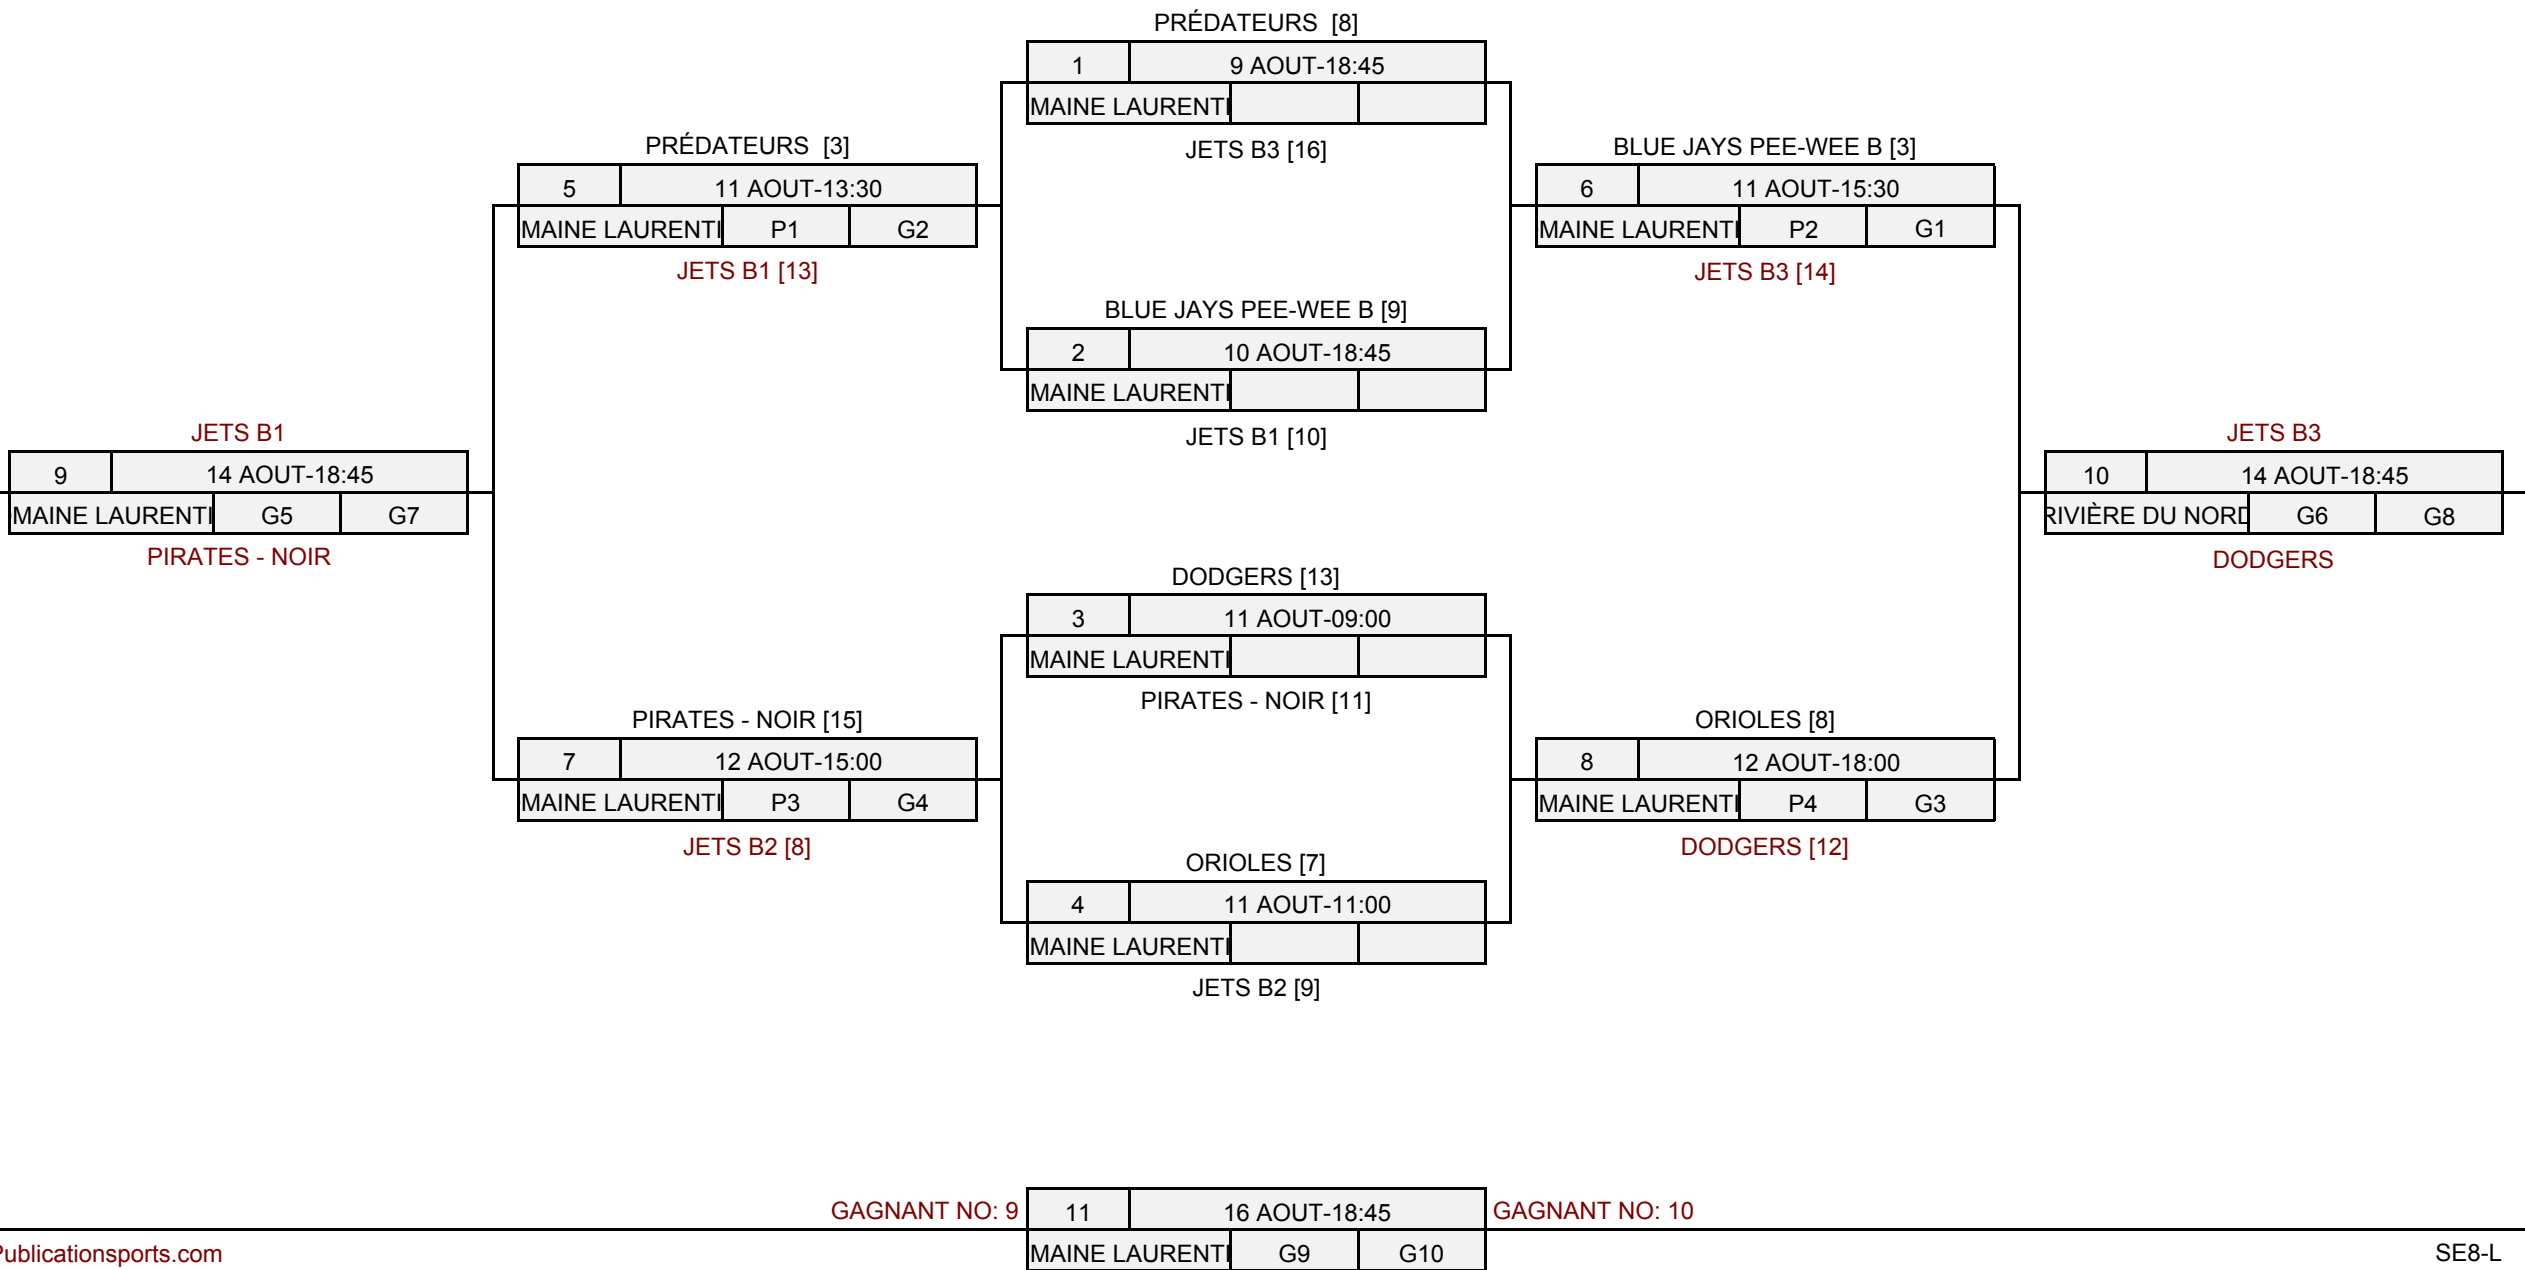 PRÉDATEURS [8]
1 9 AOUT-18:45
MAINE LAURENTI
JETS B3 [16]
PRÉDATEURS [3]
5 11 AOUT-13:30
MAINE LAURENTI P1 G2
JETS B1 [13]
BLUE JAYS PEE-WEE B [3]
6 11 AOUT-15:30
MAINE LAURENTI P2 G1
JETS B3 [14]
BLUE JAYS PEE-WEE B [9]
2 10 AOUT-18:45
MAINE LAURENTI
JETS B1 [10]
JETS B1
9 14 AOUT-18:45
MAINE LAURENTI G5 G7
PIRATES - NOIR
JETS B3
10 14 AOUT-18:45
RIVIÈRE DU NORD G6 G8
DODGERS
DODGERS [13]
3 11 AOUT-09:00
MAINE LAURENTI
PIRATES - NOIR [11]
PIRATES - NOIR [15]
7 12 AOUT-15:00
MAINE LAURENTI P3 G4
JETS B2 [8]
ORIOLES [8]
8 12 AOUT-18:00
MAINE LAURENTI P4 G3
DODGERS [12]
ORIOLES [7]
4 11 AOUT-11:00
MAINE LAURENTI
JETS B2 [9]
GAGNANT NO: 9 11 16 AOUT-18:45 GAGNANT NO: 10
MAINE LAURENTI G9 G10
Publicationsports.com
SE8-L